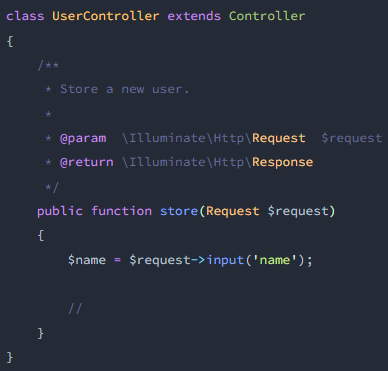 class UserController extends Controller
{
    /**
     * Store a new user.
     *
     * @param  \Illuminate\Http\Request  $request
     * @return \Illuminate\Http\Response
     */
    public function store(Request $request)
    {
        $name = $request->input('name');

        //
    }
}